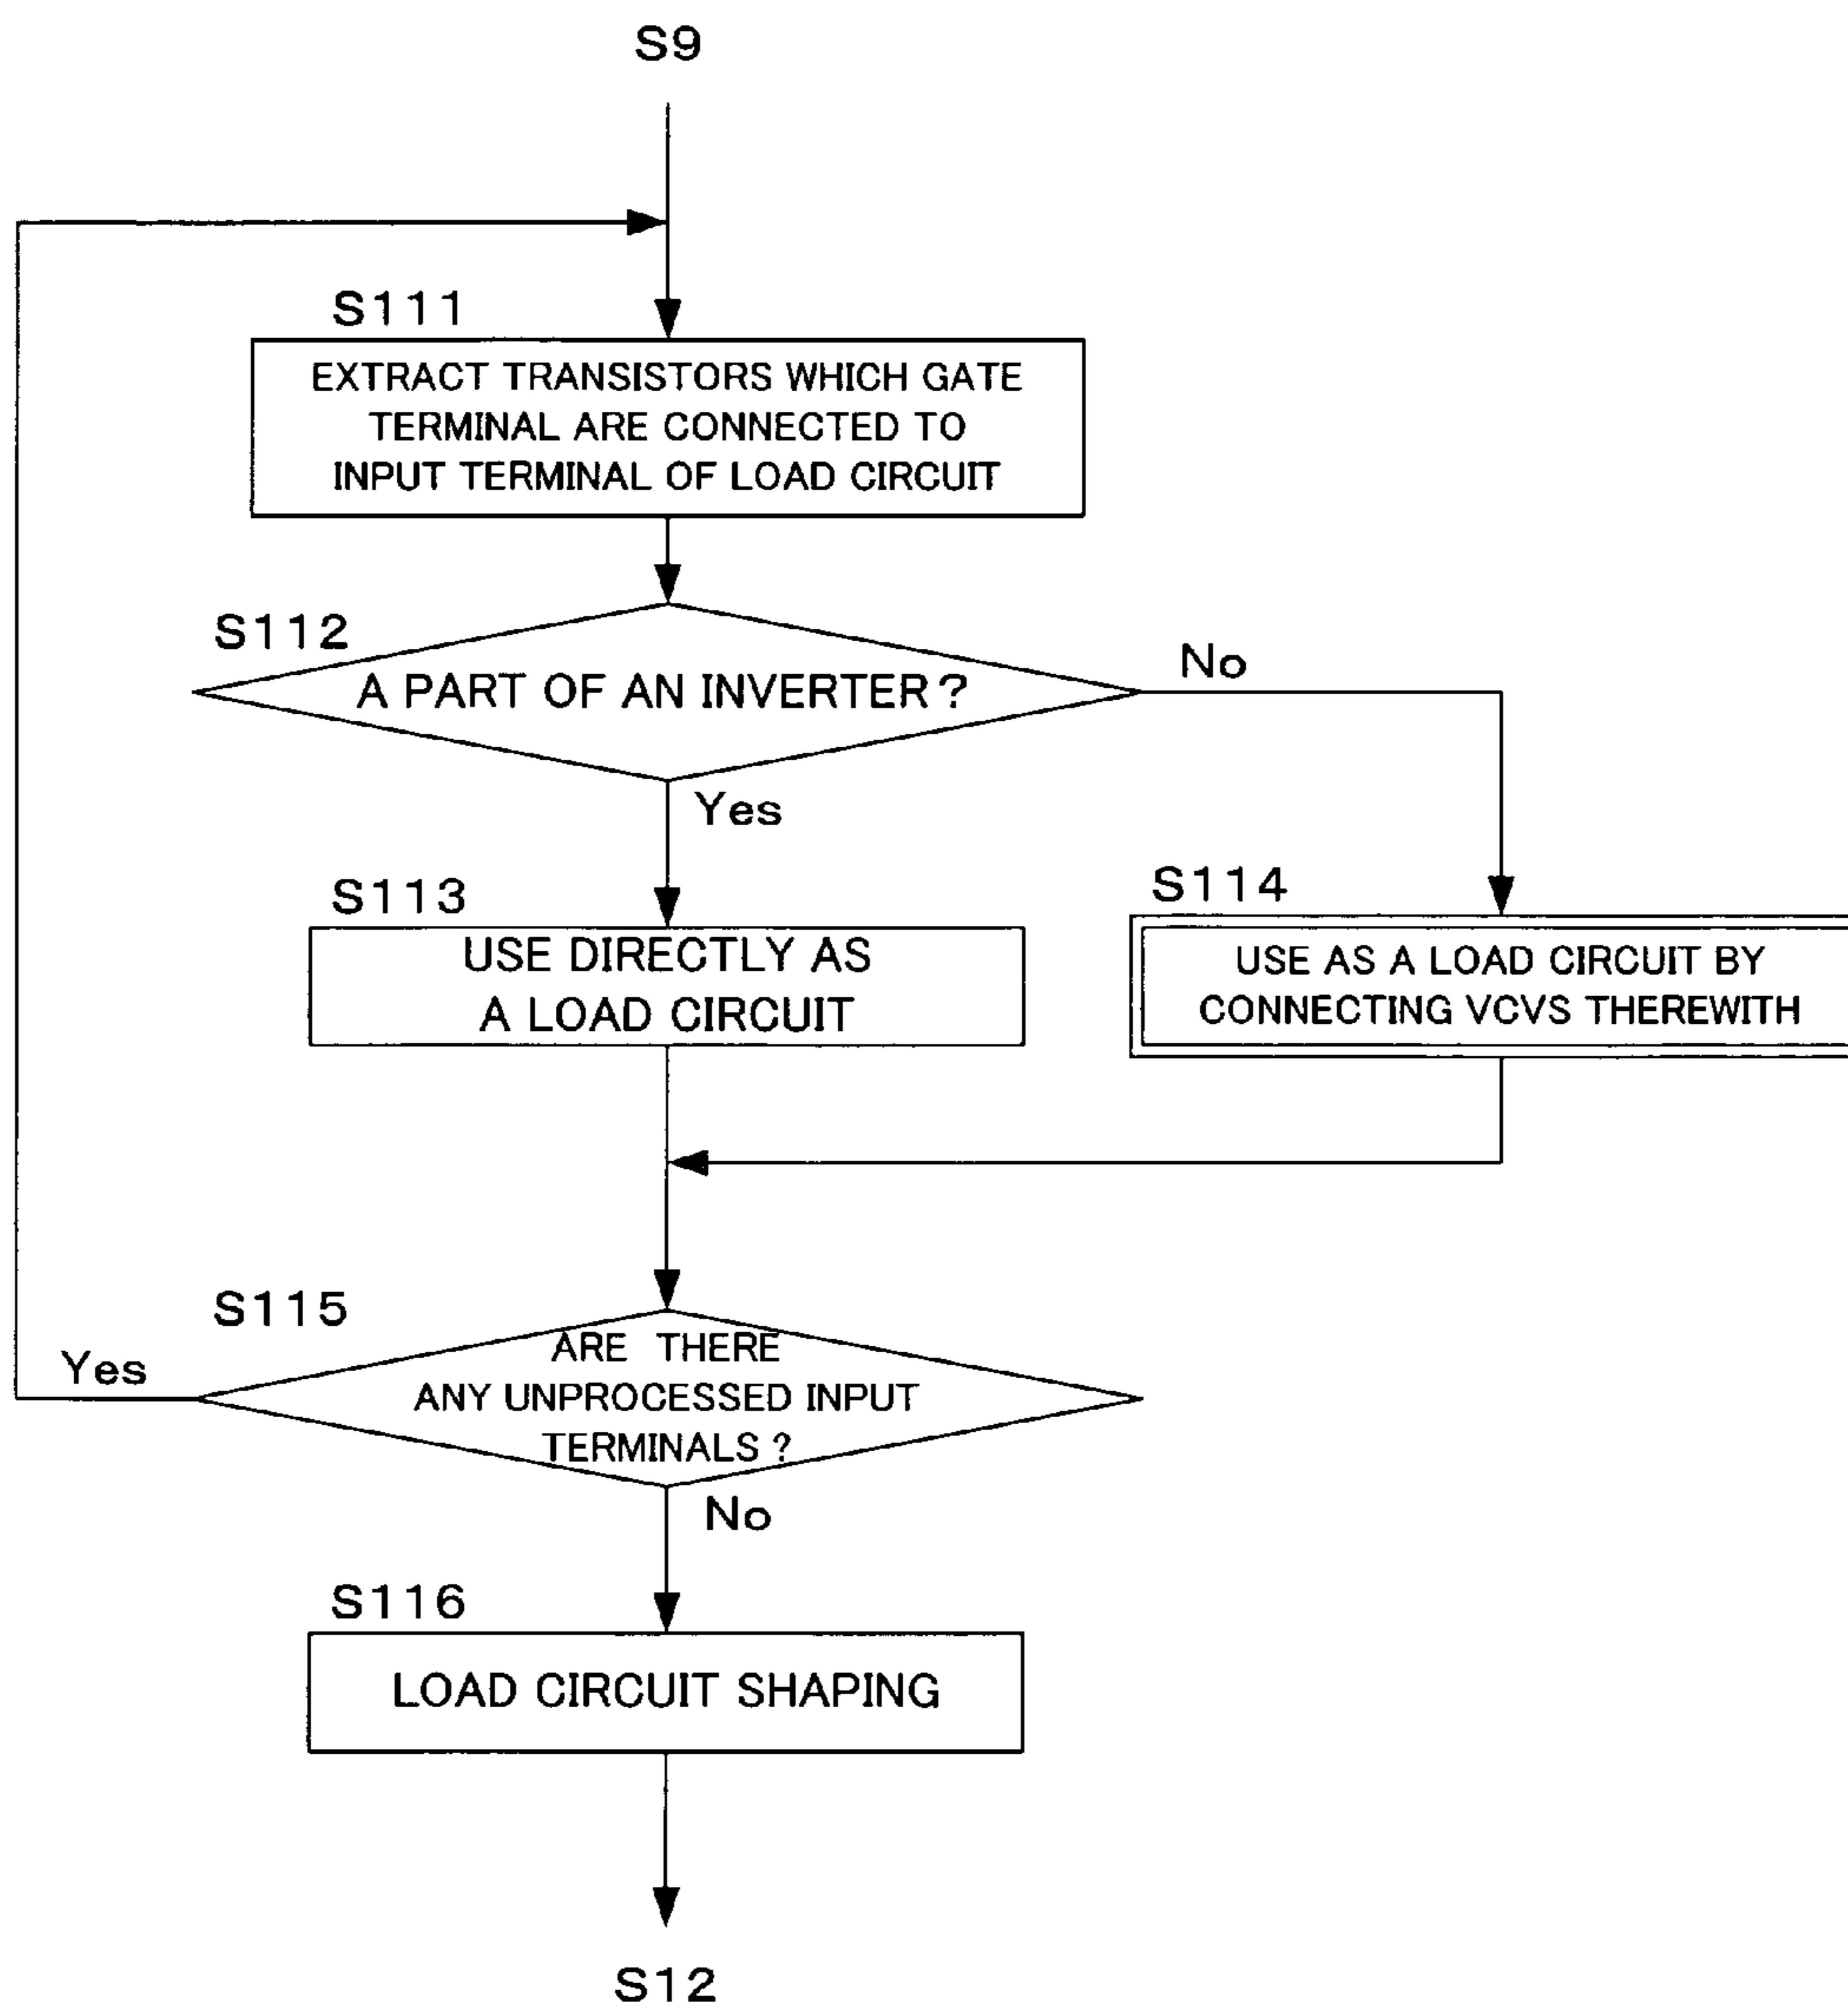 S9
S111
EXTRACT TRANSISTORS WHICH GATE
TERMINAL ARE CONNECTED TO
INPUT TERMINAL OF LOAD CIRCUIT
S112
A PART OF AN INVERTER?
No
Yes
S113
USE DIRECTLY AS
A LOAD CIRCUIT
S114
USE AS A LOAD CIRCUIT BY
CONNECTING VCVS THEREWITH
S115
Yes
ARE THERE
ANY UNPROCESSED INPUT
TERMINALS?
No
S116
LOAD CIRCUIT SHAPING
S12